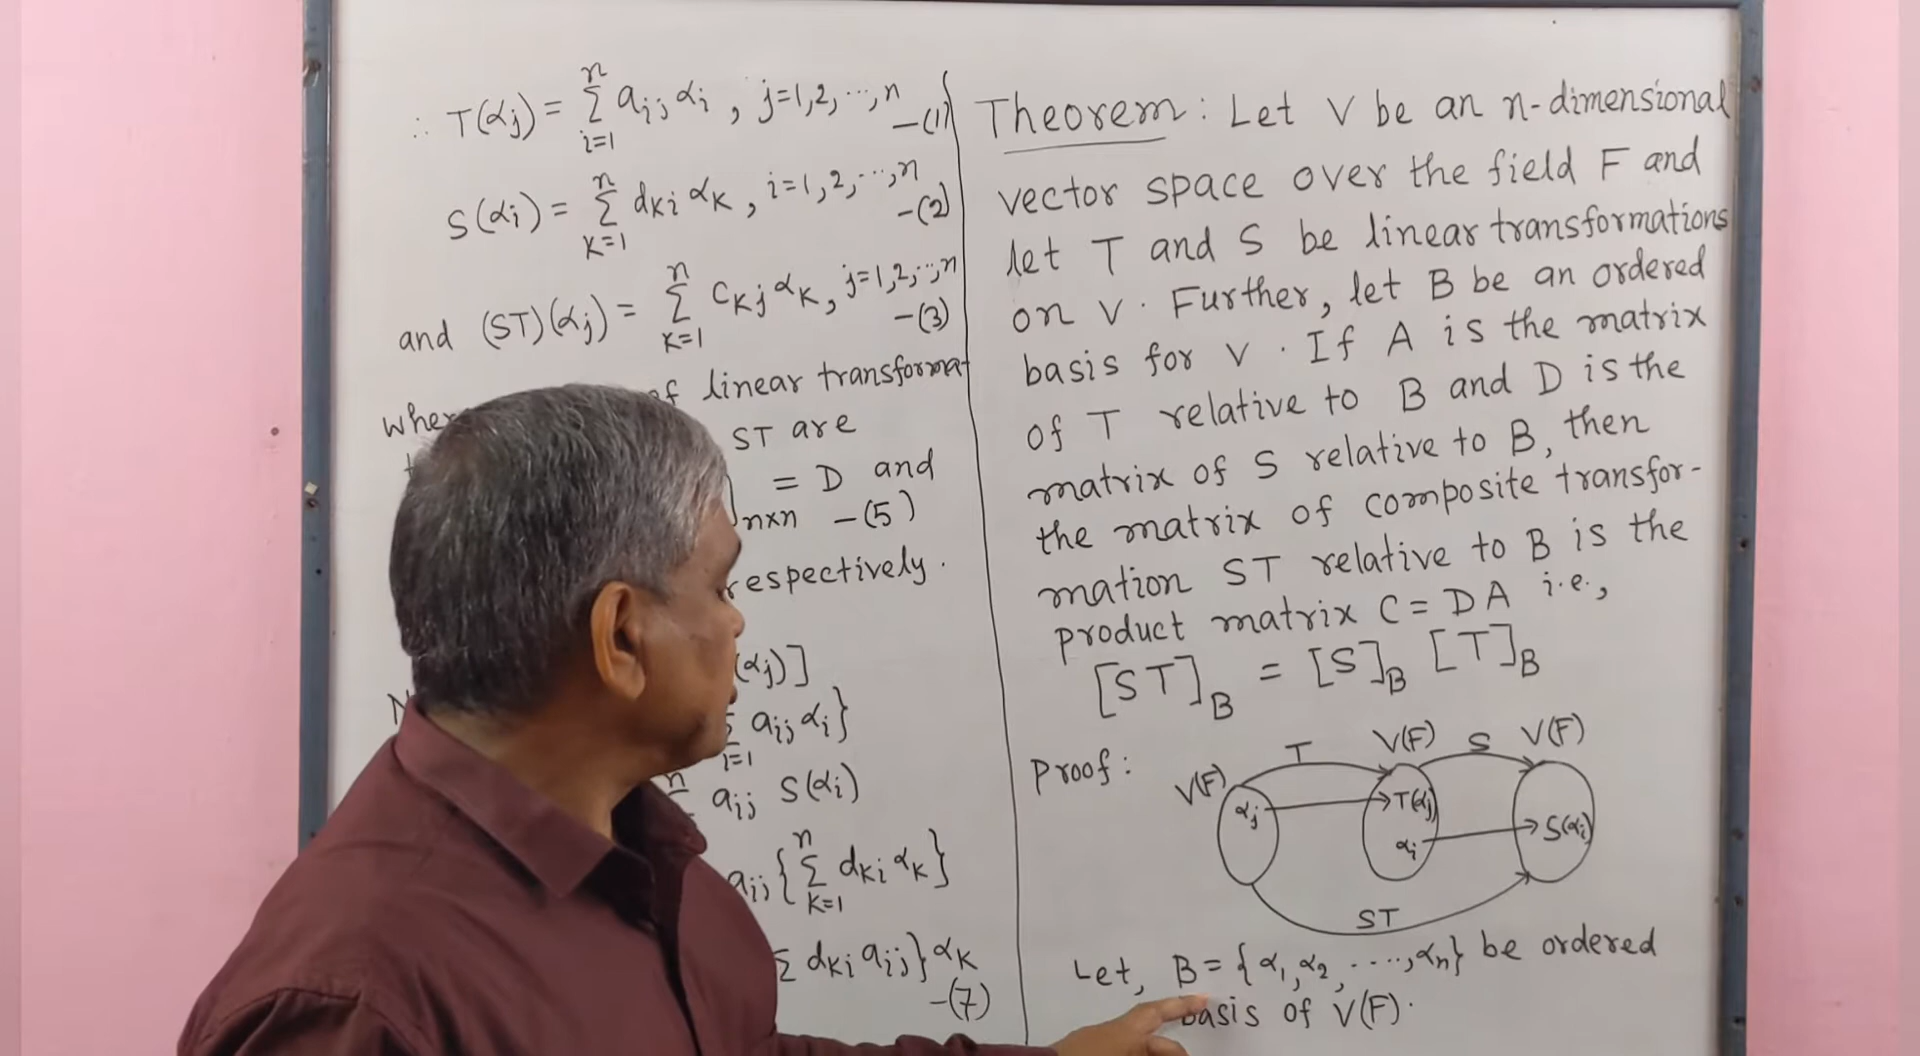 ∴ T(αj) = n Σ i=1 aij αi , j=1,2,...,n —(1)
S(αi) = n Σ k=1 dki αk , i=1,2,...,n —(2)
and (ST)(αj) = n Σ k=1 Ckj αk , j=1,2,...,n —(3)
of linear transforma-
ST are
= D and
]n×n —(5)
respectively.
(αj)]
aij αi}
i=1
n
aij S(αi)
aij { n Σ k=1 dki αk}
Σ dki aij} αk
—(7)
Theorem : Let V be an n-dimensional
vector space over the field F and
let T and S be linear transformations
on V. Further, let B be an ordered
basis for V. If A is the matrix
of T relative to B and D is the
matrix of S relative to B, then
the matrix of composite transfor-
mation ST relative to B is the
product matrix C = DA i.e.,
[ST]B = [S]B [T]B
Proof :
V(F) T V(F) S V(F)
αj T(αj)
αi S(αi)
ST
Let, B = {α1, α2, ....., αn} be ordered
basis of V(F).